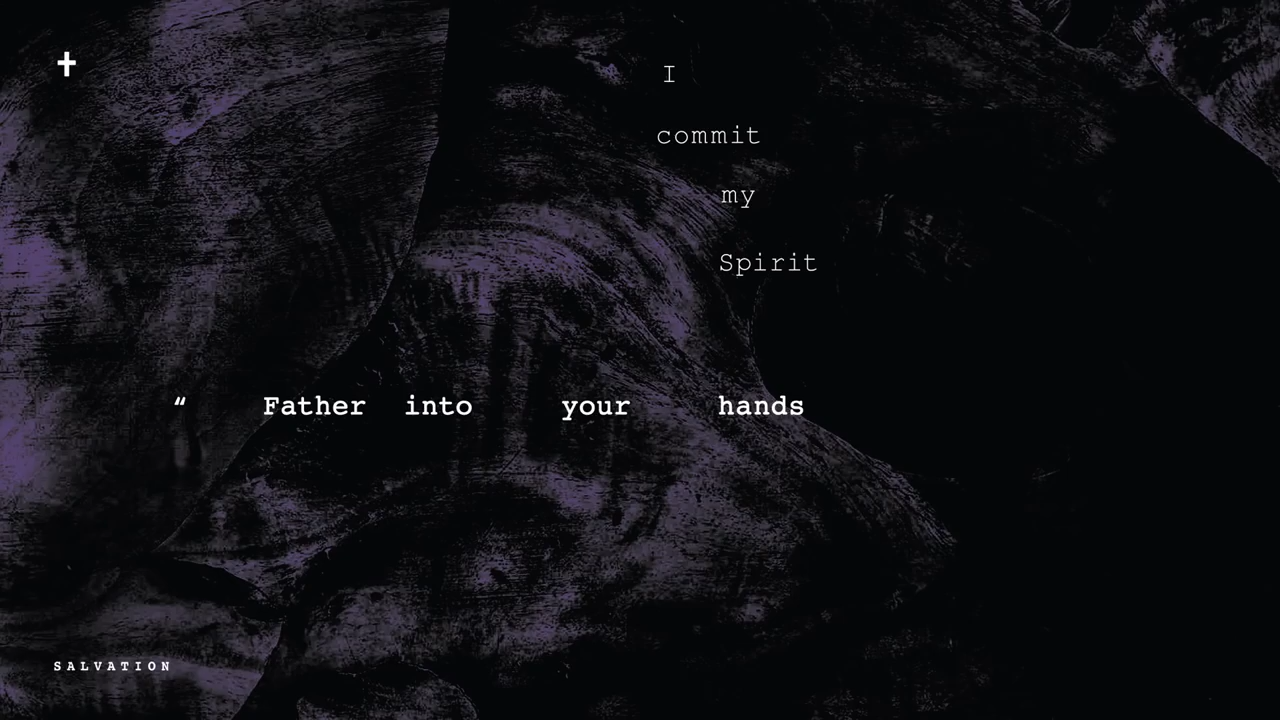 I
commit
my
Spirit
“ Father into your hands
SALVATION